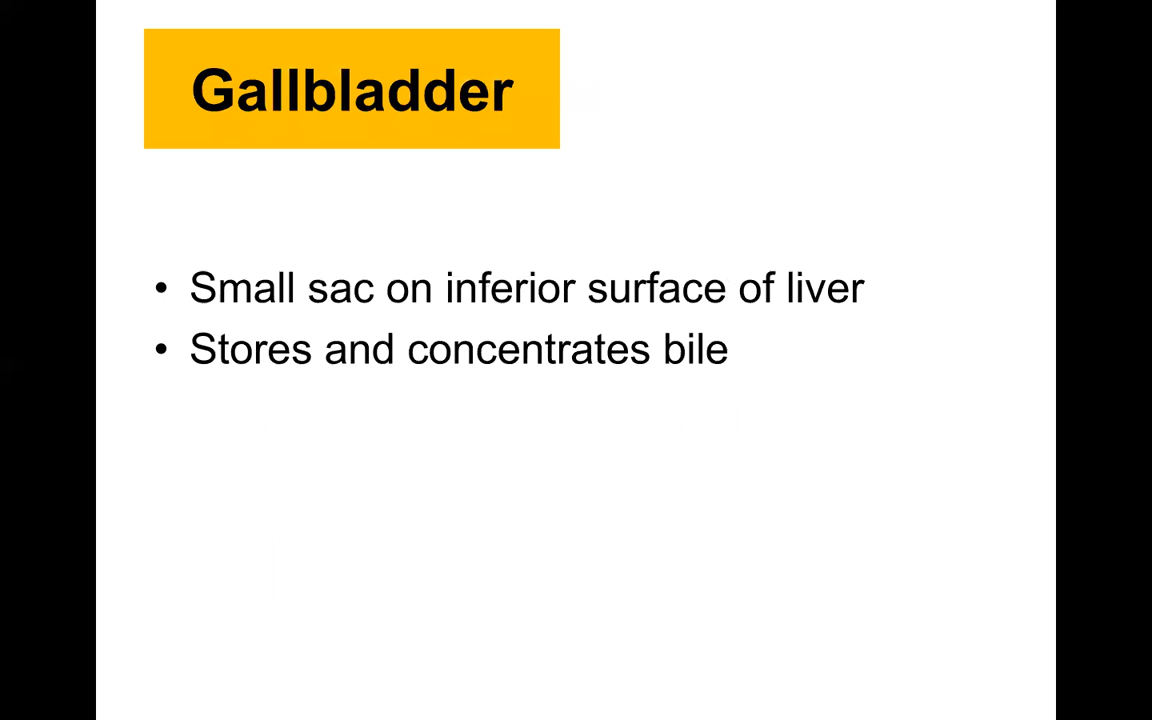 Gallbladder
• Small sac on inferior surface of liver
• Stores and concentrates bile